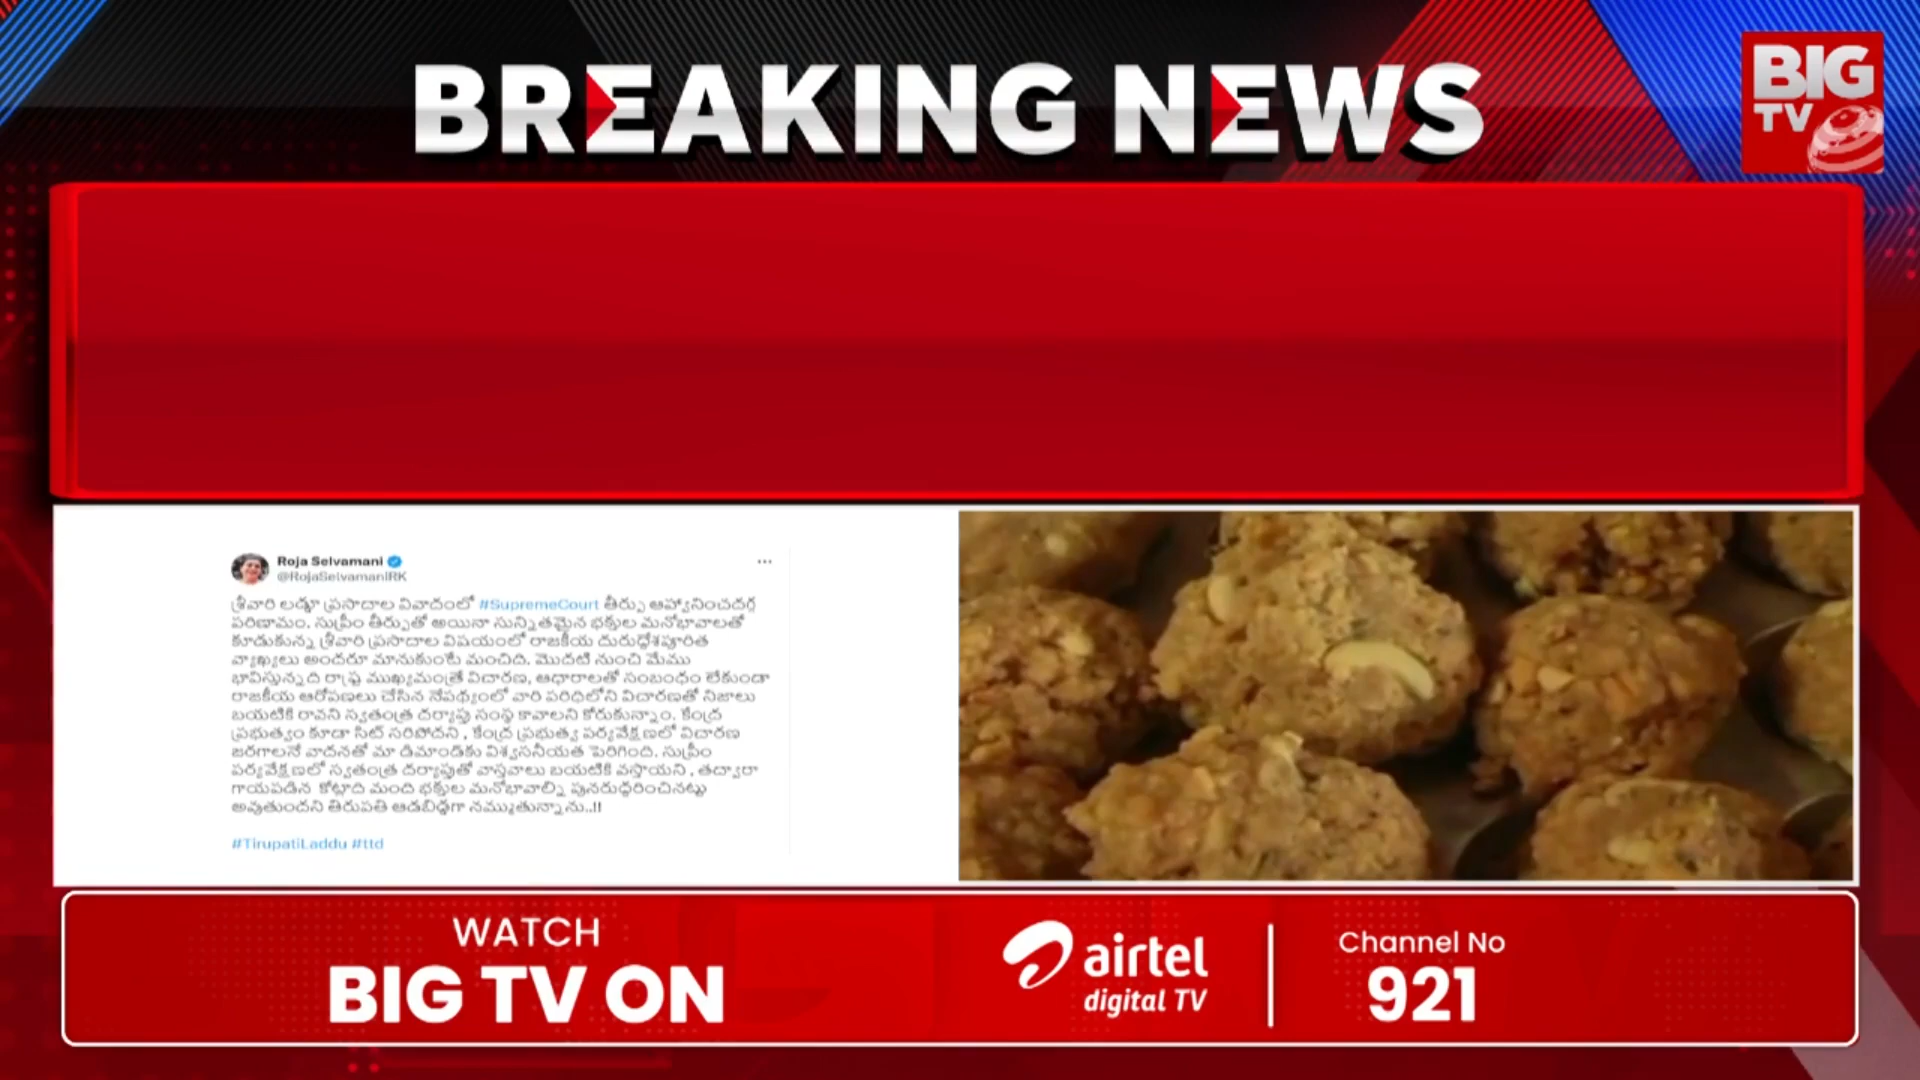 BREAKING NEWS
BIG
TV
Roja Selvamani
@RojaSelvamaniRK
శ్రీవారి లడ్డూ ప్రసాదాల వివాదంలో #SupremeCourt తీర్పు ఆహ్వానించదగ్గ
పరిణామం. సుప్రీం తీర్పుతో అయినా సున్నితమైన భక్తుల మనోభావాలతో
కూడుకున్న శ్రీవారి ప్రసాదాల విషయంలో రాజకీయ దురుద్దేశపూరిత
వ్యాఖ్యలు అందరూ మానుకుంటే మంచిది. మొదటి నుంచి మేము
భావిస్తున్నది రాష్ట్ర ముఖ్యమంత్రే విచారణ, ఆధారాలతో సంబంధం లేకుండా
రాజకీయ ఆరోపణలు చేసిన నేపథ్యంలో వారి పరిధిలోని విచారణతో నిజాలు
బయటికి రావని స్వతంత్ర దర్యాప్తు సంస్థ కావాలని కోరుకున్నాం. కేంద్ర
ప్రభుత్వం కూడా సిట్ సరిపోదని, కేంద్ర ప్రభుత్వ పర్యవేక్షణలో విచారణ
జరగాలనే వాదనతో మా డిమాండ్‌కు విశ్వసనీయత పెరిగింది. సుప్రీం
పర్యవేక్షణలో స్వతంత్ర దర్యాప్తుతో వాస్తవాలు బయటికి వస్తాయని, తద్వారా
గాయపడిన కోట్లాది మంది భక్తుల మనోభావాల్ని పునరుద్ధరించినట్టు
అవుతుందని తిరుపతి ఆడబిడ్డగా నమ్ముతున్నాను..!!
#TirupatiLaddu #ttd
WATCH
BIG TV ON
airtel
digital TV
Channel No
921